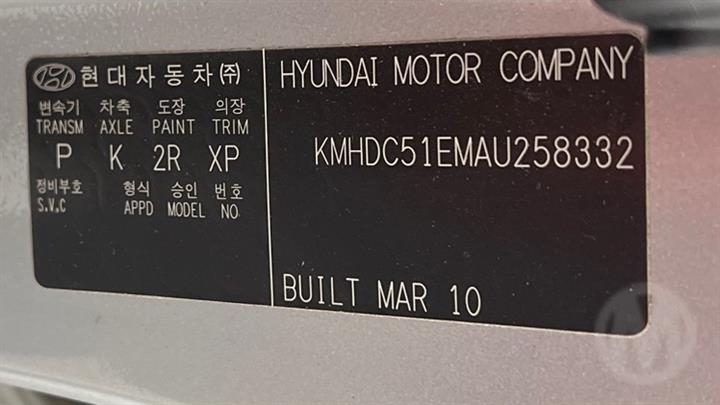 현대자동차㈜
변속기 차축 도장 의장
TRANSM AXLE PAINT TRIM
P K 2R XP
정비부호 형식 승인 번호
S.V.C APPD MODEL NO
HYUNDAI MOTOR COMPANY
KMHDC51EMAU258332
BUILT MAR 10
M